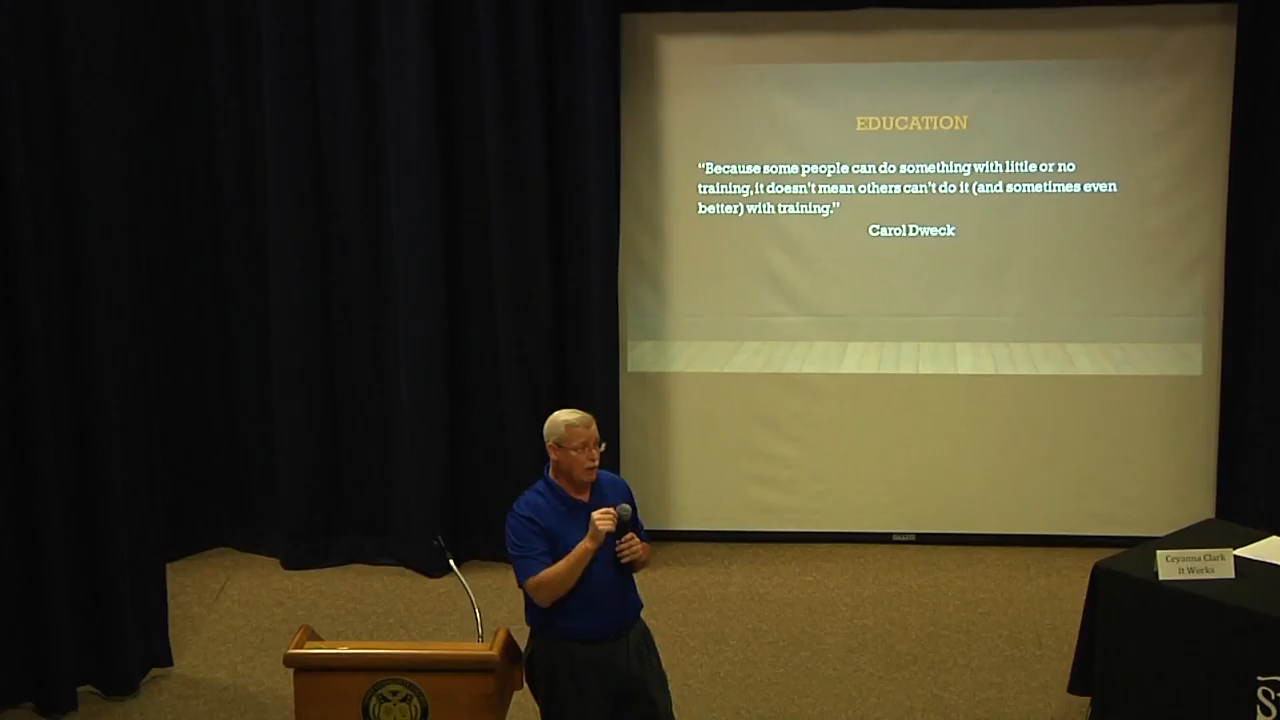 EDUCATION
“Because some people can do something with little or no
training, it doesn’t mean others can’t do it (and sometimes even
better) with training.”
Carol Dweck
Ceyanna Clark
It Works